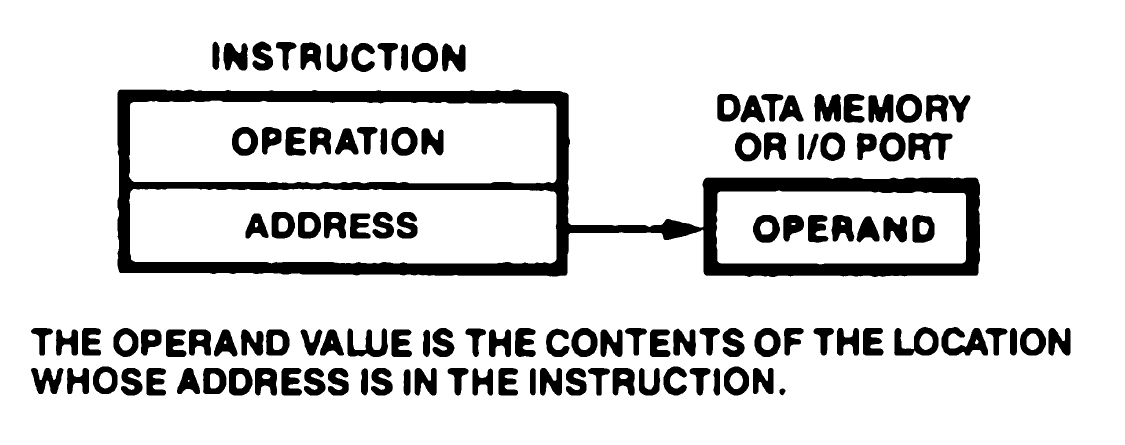 INSTRUCTION
OPERATION
ADDRESS
DATA MEMORY
OR I/O PORT
OPERAND
THE OPERAND VALUE IS THE CONTENTS OF THE LOCATION
WHOSE ADDRESS IS IN THE INSTRUCTION.